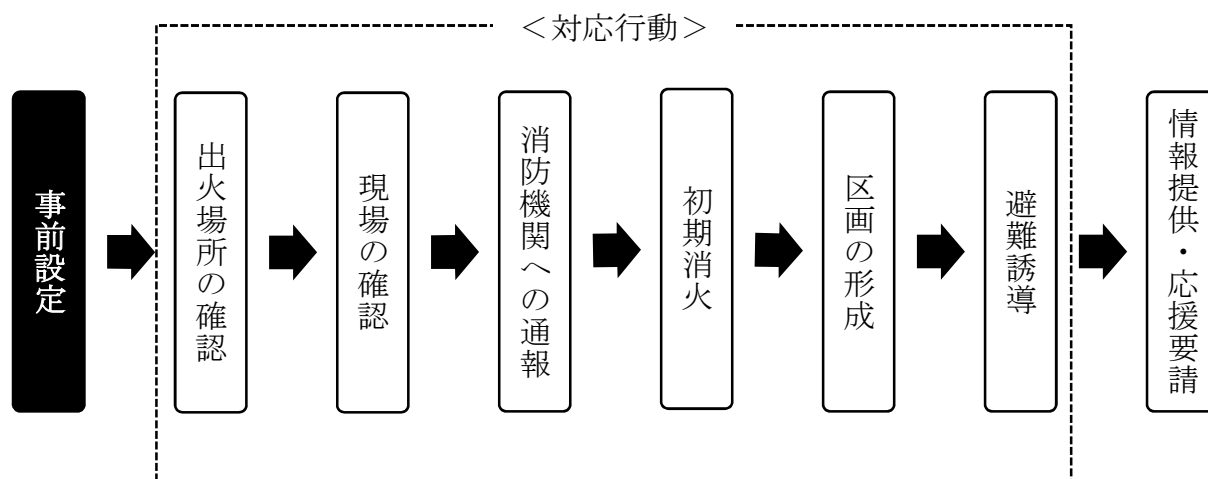 ＜対応行動＞
事前設定
出火場所の確認
現場の確認
消防機関への通報
初期消火
区画の形成
避難誘導
情報提供・応援要請